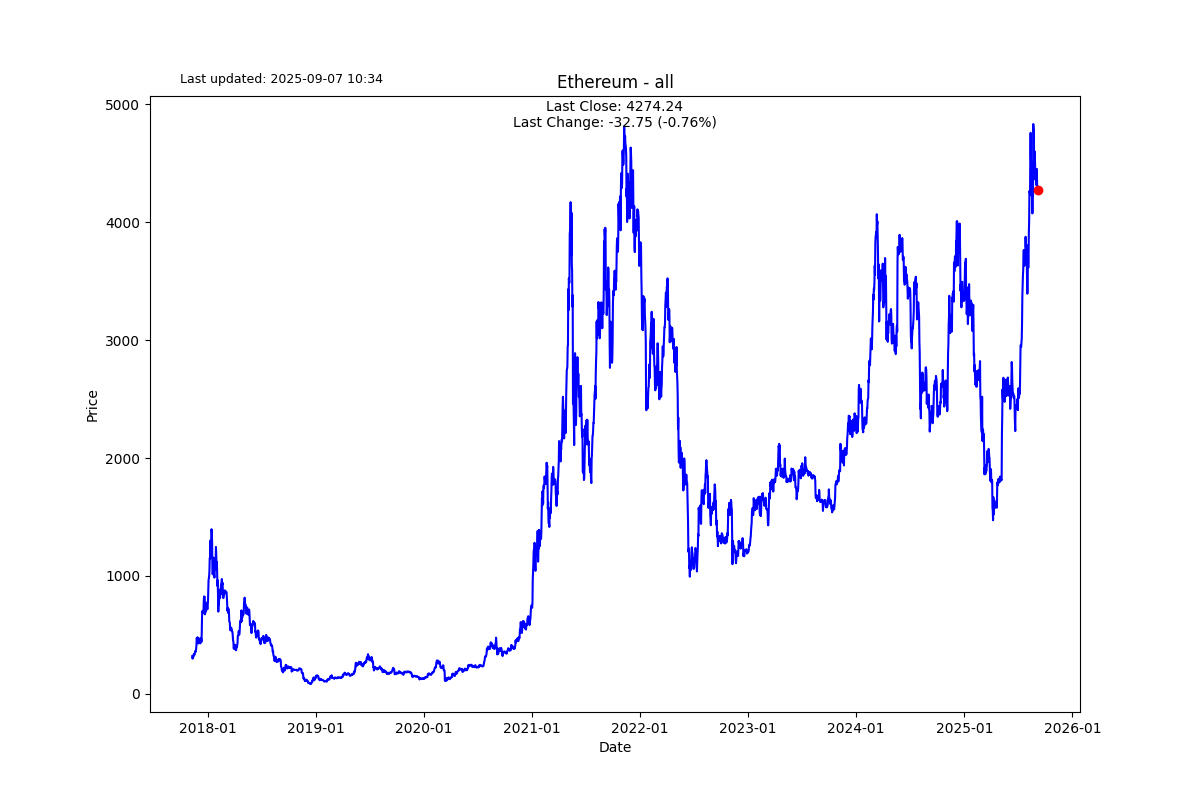 Last updated: 2025-09-07 10:34
Ethereum - all
Last Close: 4274.24
Last Change: -32.75 (-0.76%)
5000
4000
3000
2000
1000
0
Price
2018-01
2019-01
2020-01
2021-01
2022-01
2023-01
2024-01
2025-01
2026-01
Date